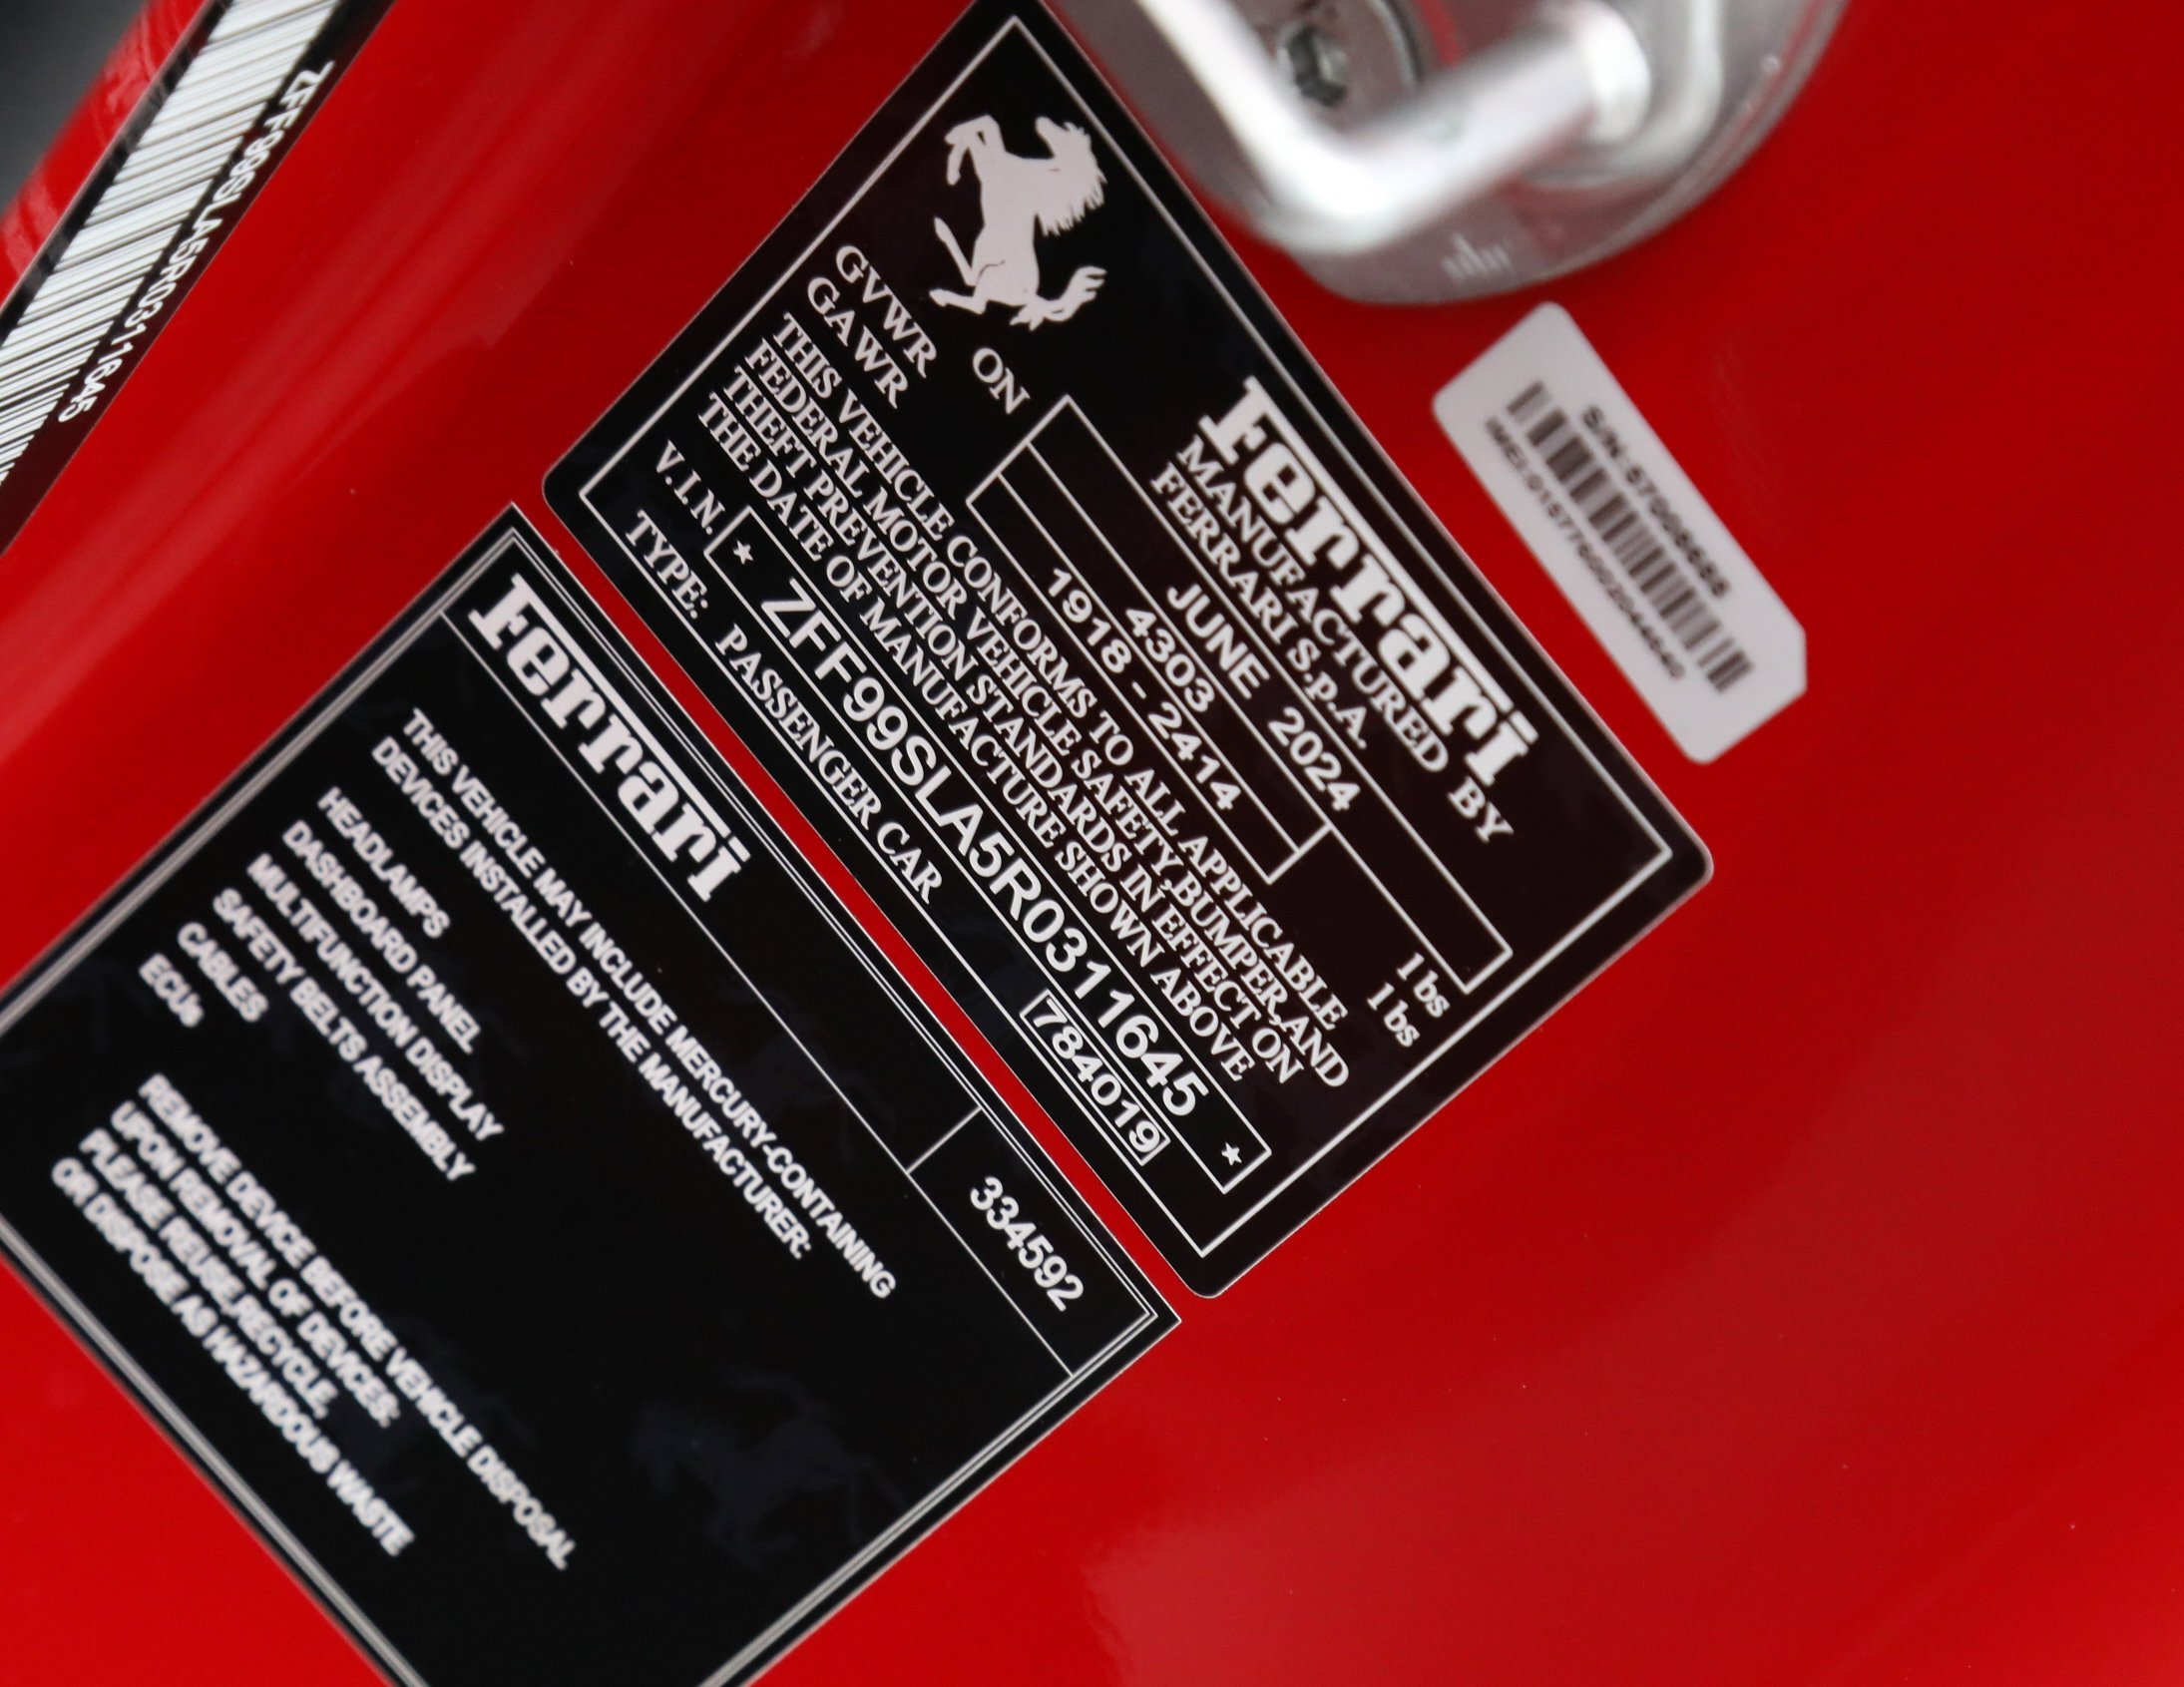 ZFF99SLA5R0311645
Ferrari
MANUFACTURED BY
FERRARI S.P.A.
ON JUNE 2024
GVWR 4303 lbs
GAWR 1918 - 2414 lbs
THIS VEHICLE CONFORMS TO ALL APPLICABLE
FEDERAL MOTOR VEHICLE SAFETY,BUMPER,AND
THEFT PREVENTION STANDARDS IN EFFECT ON
THE DATE OF MANUFACTURE SHOWN ABOVE
V.I.N. ★ ZFF99SLA5R0311645 ★
TYPE: PASSENGER CAR 784019
Ferrari 334592
THIS VEHICLE MAY INCLUDE MERCURY-CONTAINING
DEVICES INSTALLED BY THE MANUFACTURER:
HEADLAMPS
DASHBOARD PANEL
MULTIFUNCTION DISPLAY
SAFETY BELTS ASSEMBLY
CABLES
ECUs
REMOVE DEVICE BEFORE VEHICLE DISPOSAL
UPON REMOVAL OF DEVICES:
PLEASE REUSE,RECYCLE,
OR DISPOSE AS HAZARDOUS WASTE
S/N:
IMEI: